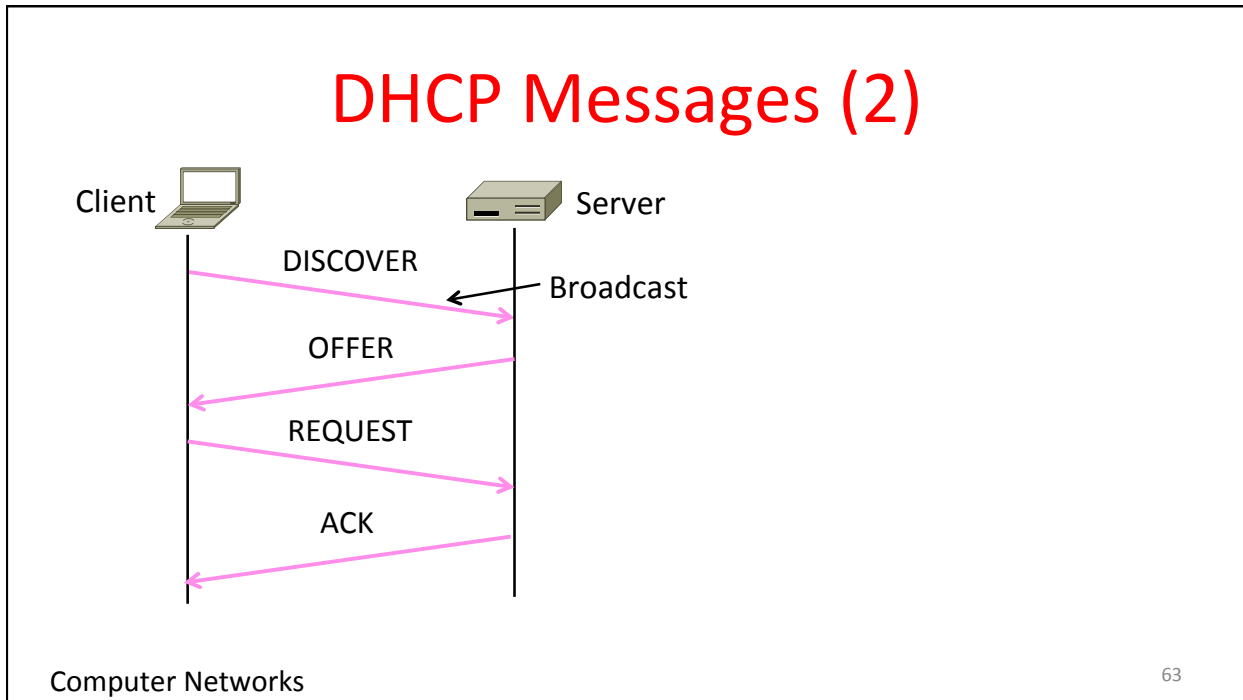 DHCP Messages (2)
Client
Server
DISCOVER
Broadcast
OFFER
REQUEST
ACK
Computer Networks
63